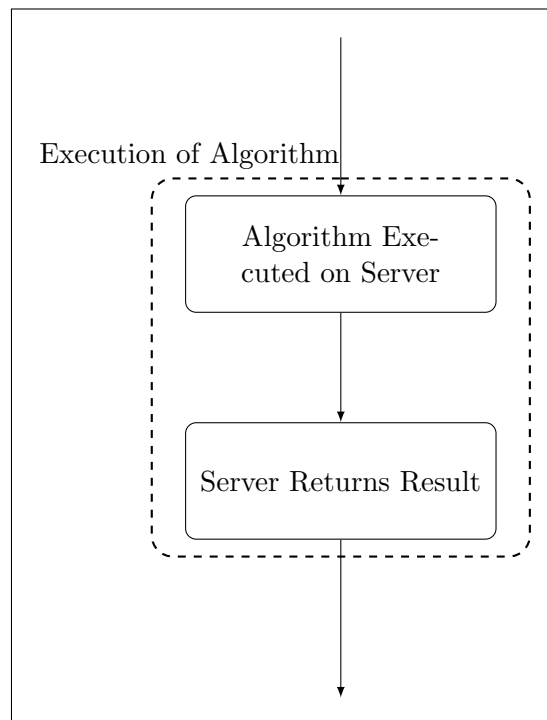 Execution of Algorithm
Algorithm Exe-
cuted on Server
Server Returns Result